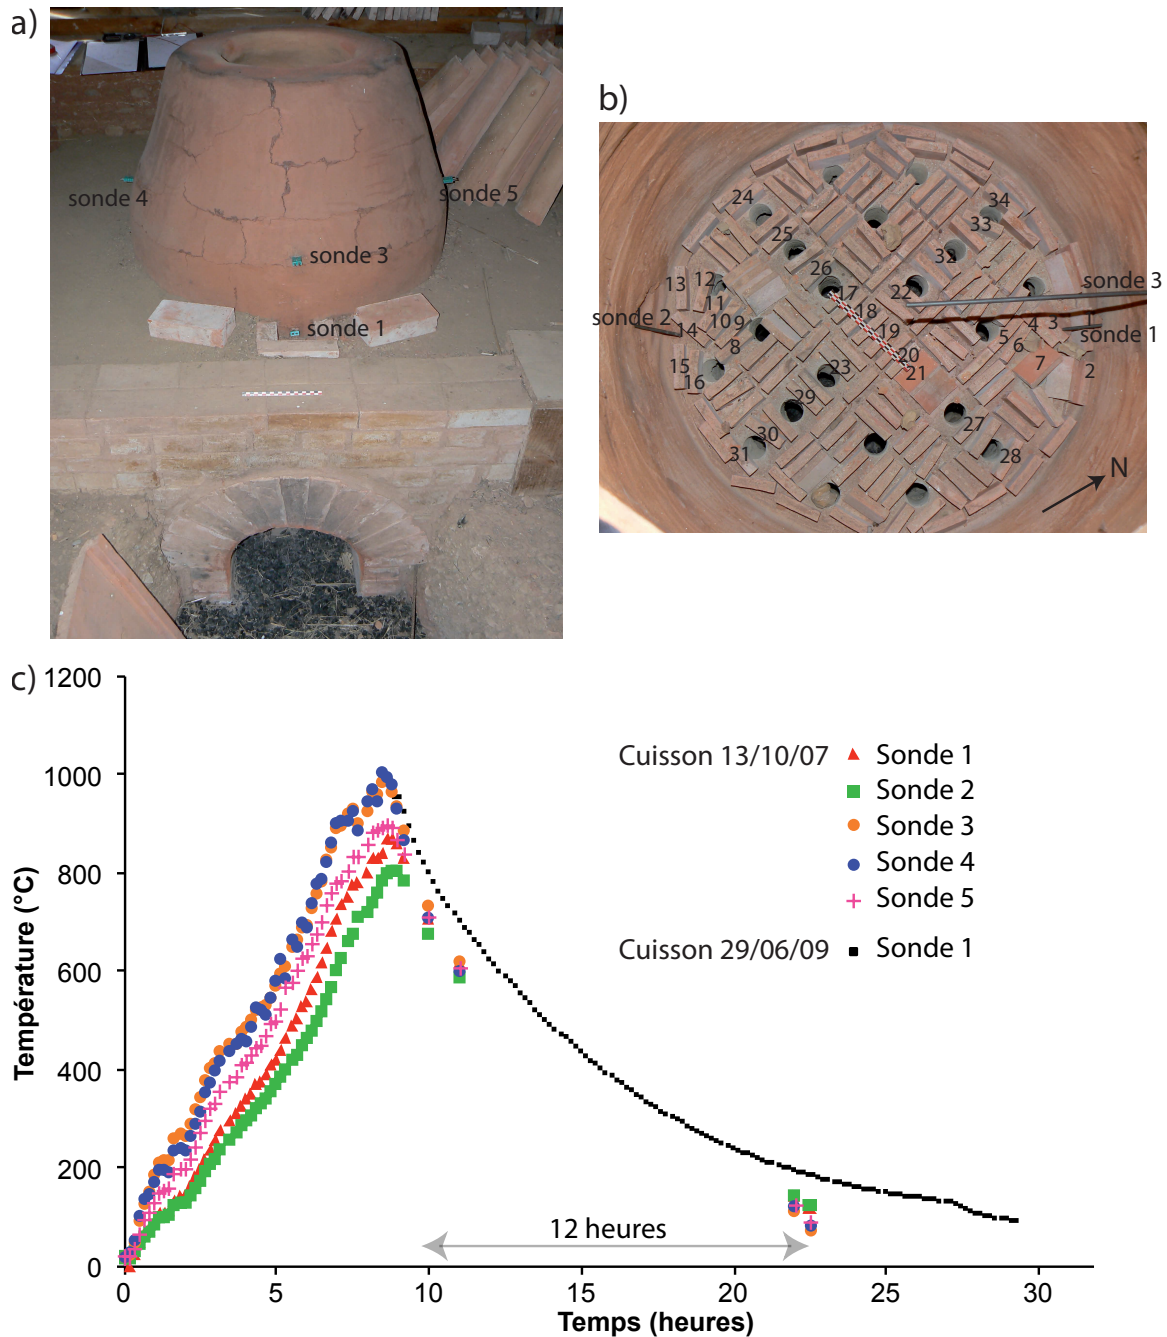 a)
sonde 4
sonde 5
sonde 3
sonde 1
b)
24
34
25
33
32
26
13
12
17
22
sonde 3
11
18
sonde 2
10
9
19
4
3
1
14
5
sonde 1
8
6
20
7
15
23
21
2
16
29
27
30
31
28
N
c)
1200
1000
800
600
400
200
0
Température (°C)
Cuisson 13/10/07
Sonde 1
Sonde 2
Sonde 3
Sonde 4
Sonde 5
Cuisson 29/06/09
Sonde 1
12 heures
0
5
10
15
20
25
30
Temps (heures)